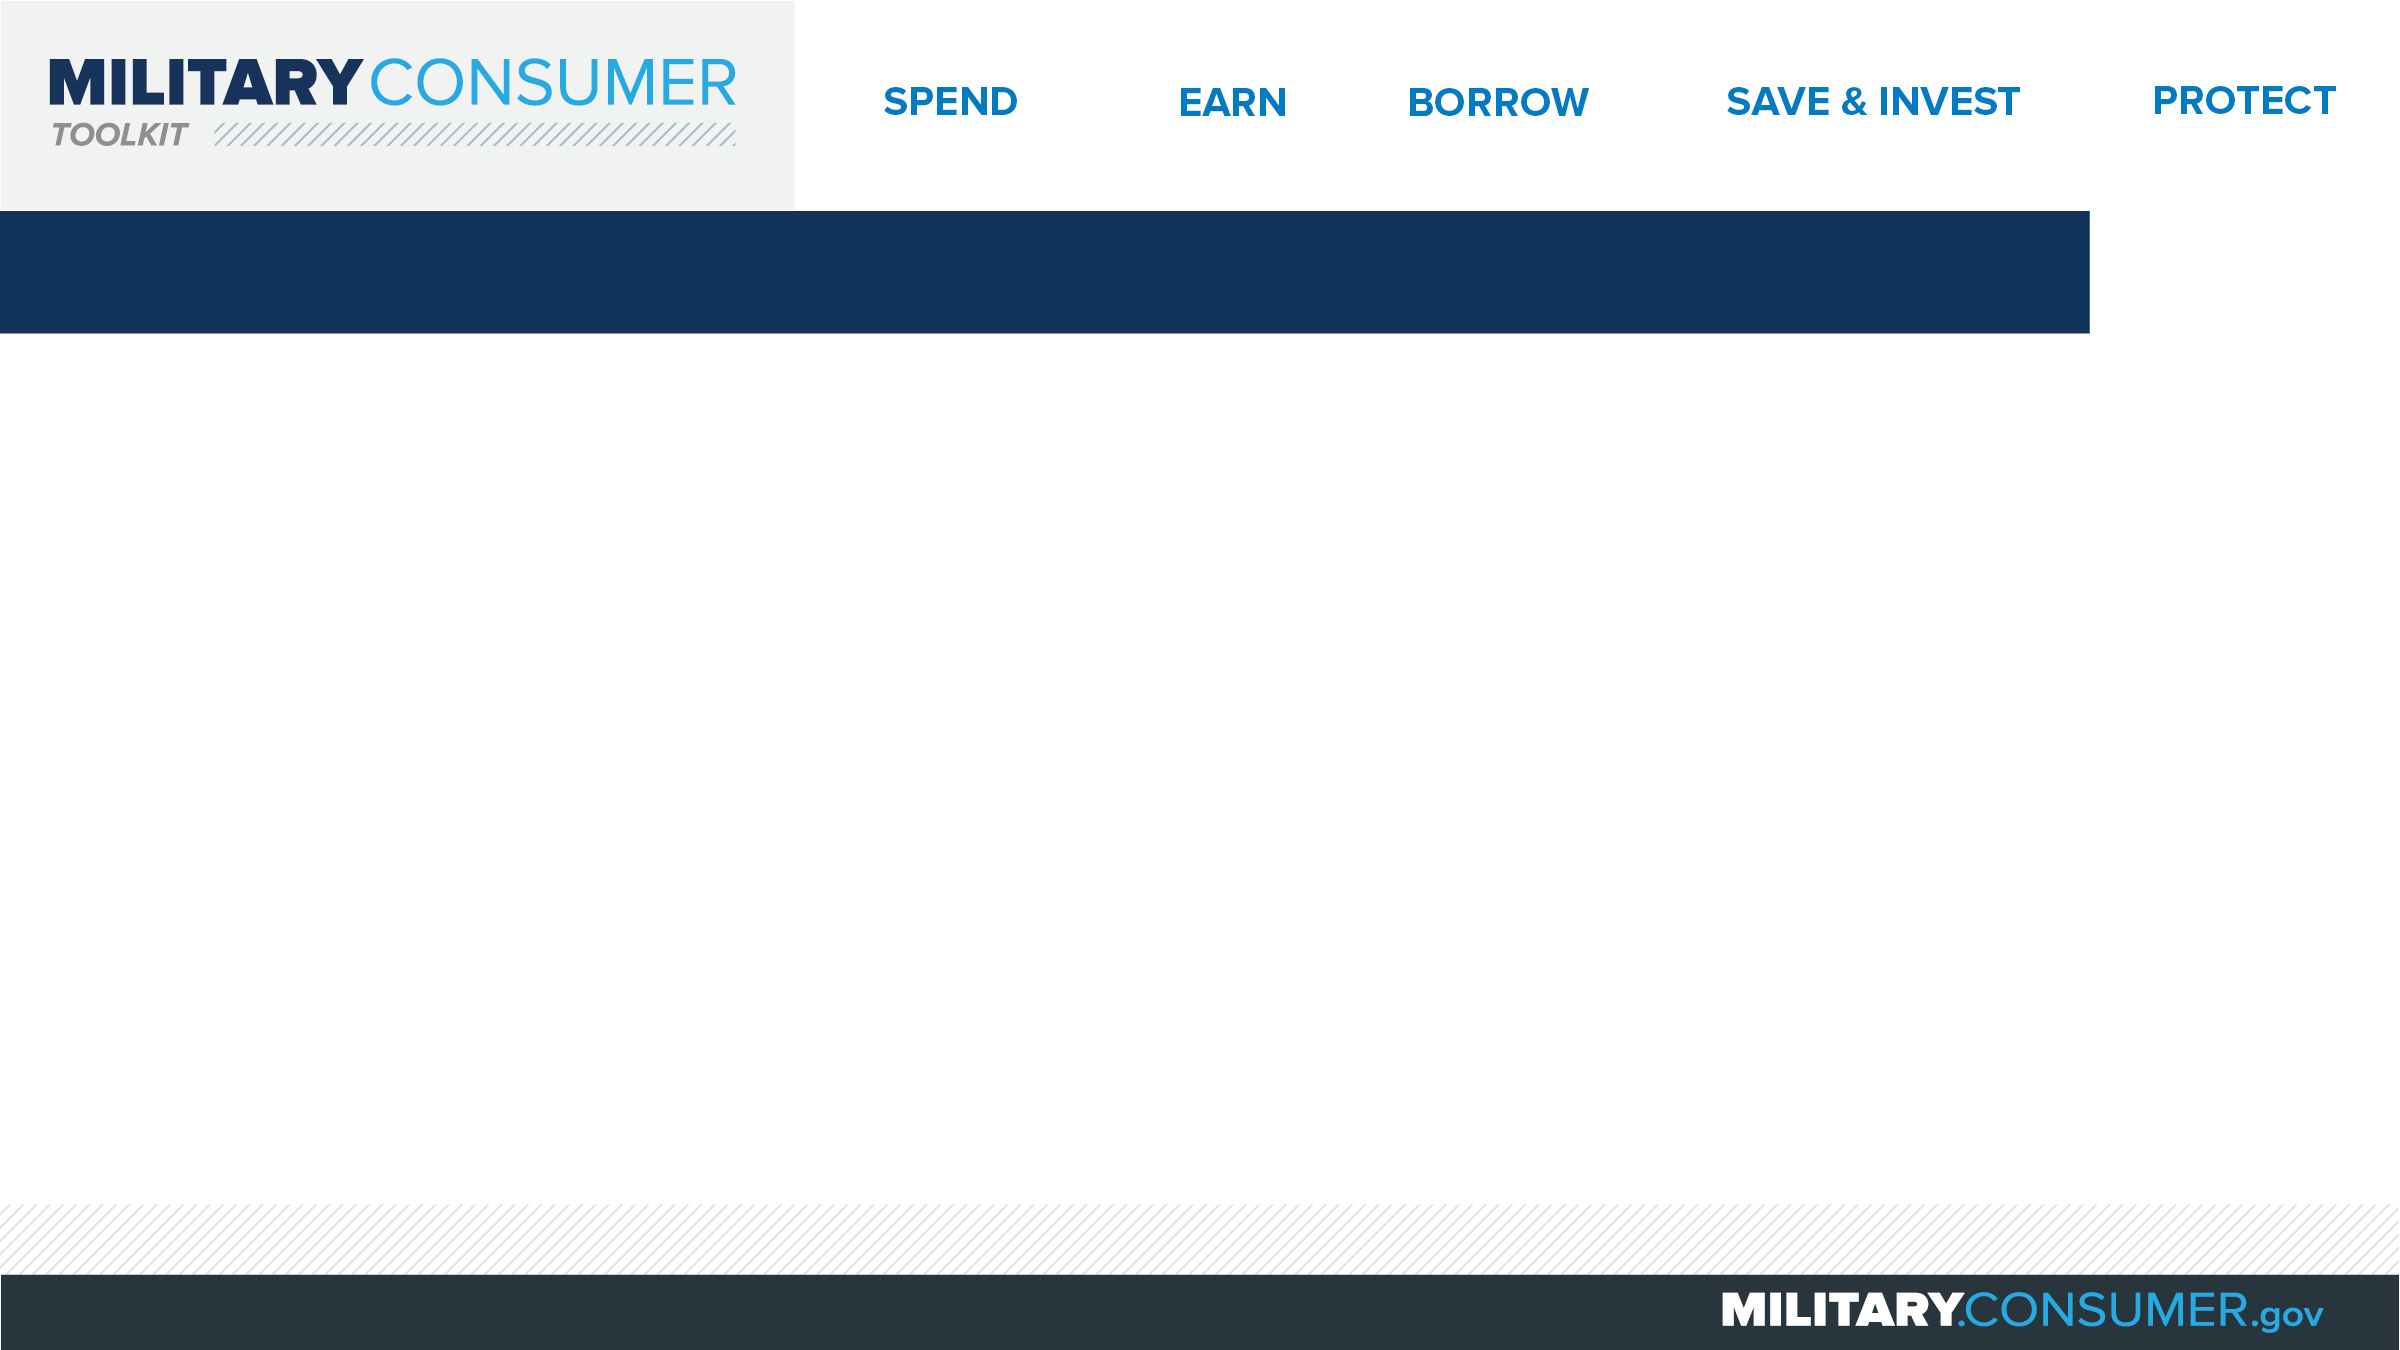 MILITARYCONSUMER
TOOLKIT
SPEND EARN BORROW SAVE & INVEST PROTECT
MILITARY.CONSUMER.gov